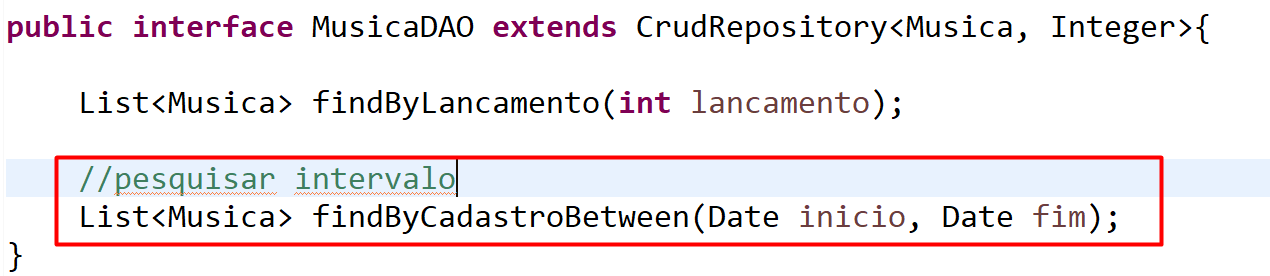 public interface MusicaDAO extends CrudRepository<Musica, Integer>{
List<Musica> findByLancamento(int lancamento);
//pesquisar intervalo
List<Musica> findByCadastroBetween(Date inicio, Date fim);
}